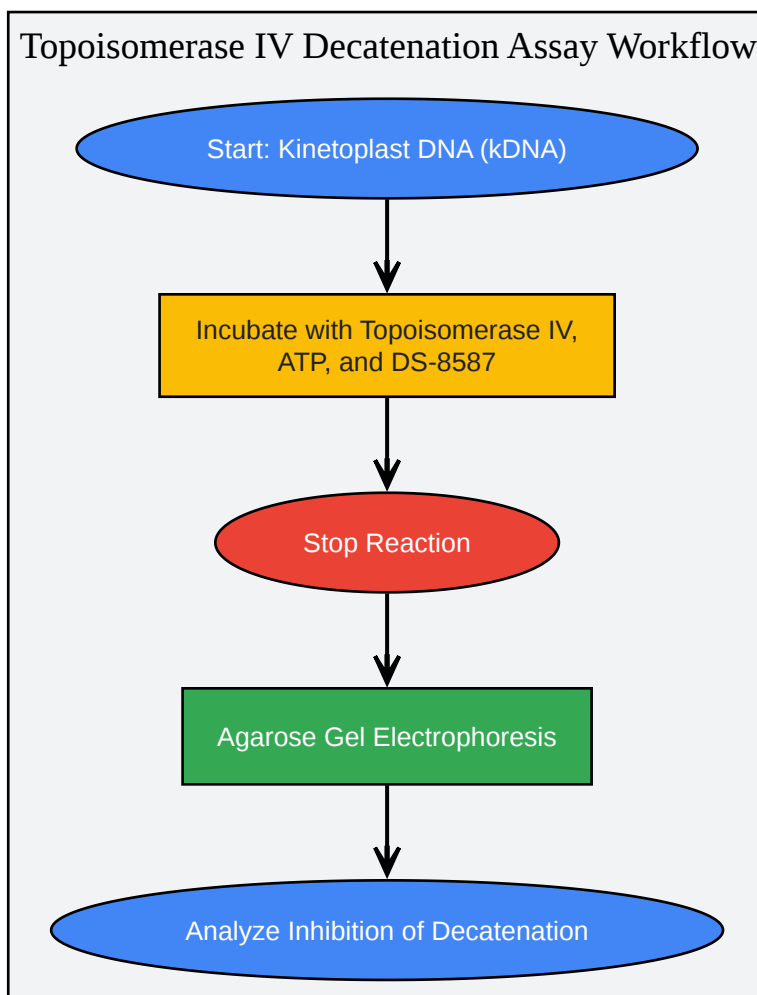 Topoisomerase IV Decatenation Assay Workflow
Start: Kinetoplast DNA (kDNA)
Incubate with Topoisomerase IV,
ATP, and DS-8587
Stop Reaction
Agarose Gel Electrophoresis
Analyze Inhibition of Decatenation